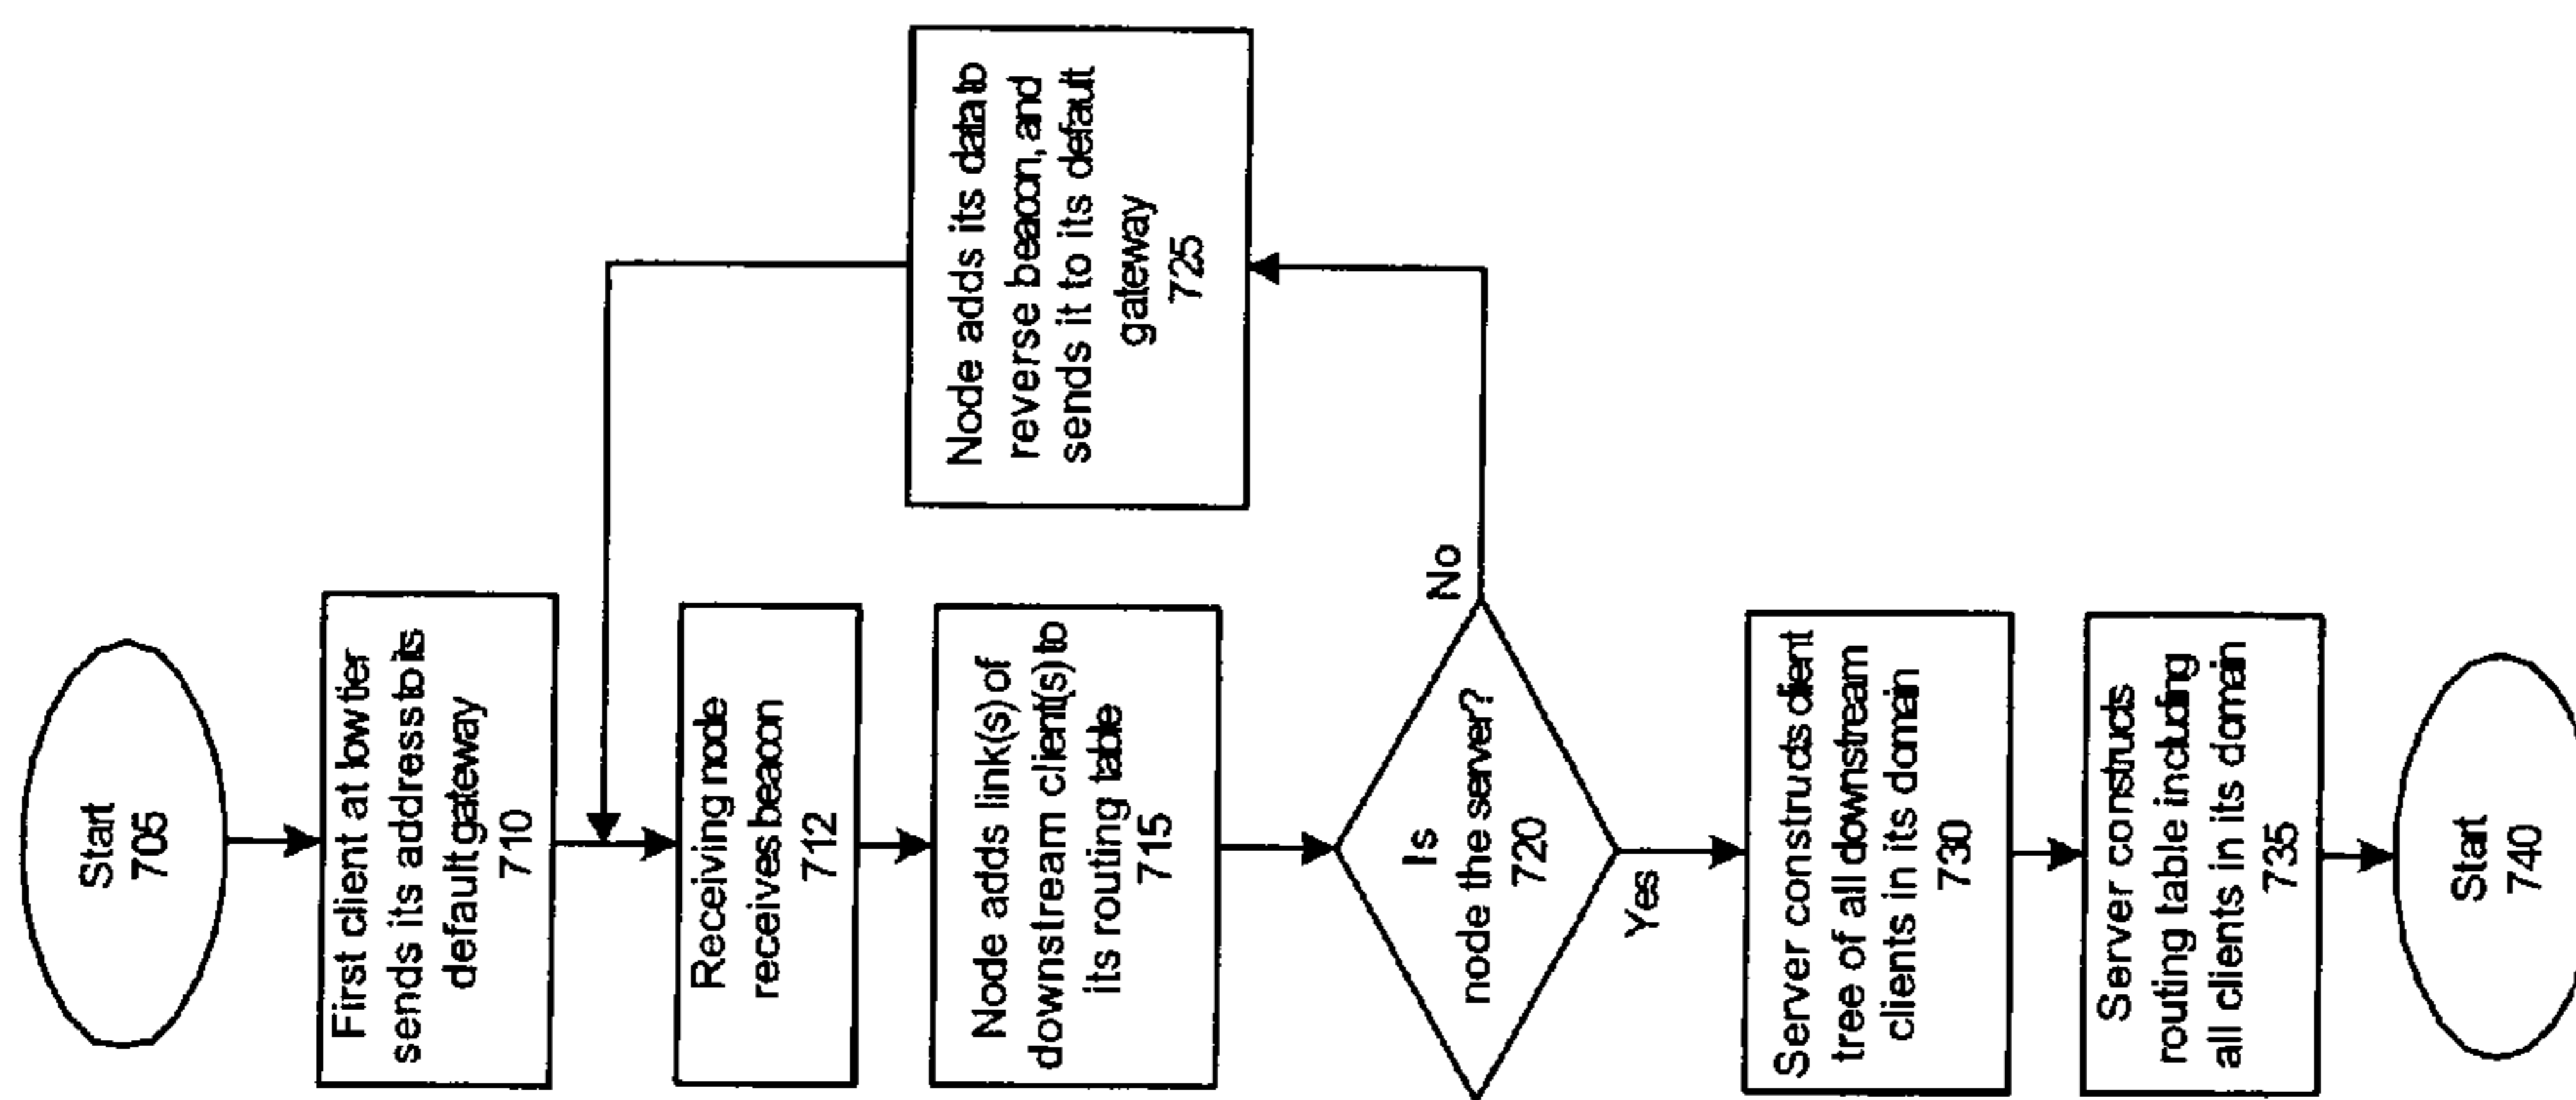 Start
705
First client at low tier
sends its address to its
default gateway
710
Receiving node
receives beacon
712
Node adds link(s) of
downstream client(s) to
its routing table
715
Is
node the server?
720
No
Node adds its data to
reverse beacon, and
sends it to its default
gateway
725
Yes
Server constructs client
tree of all downstream
clients in its domain
730
Server constructs
routing table including
all clients in its domain
735
Start
740